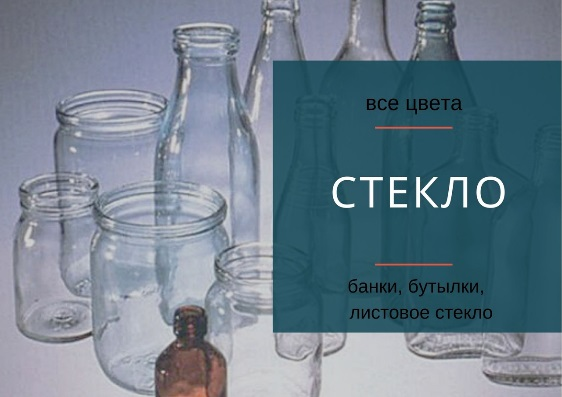 все цвета
СТЕКЛО
банки, бутылки,
листовое стекло